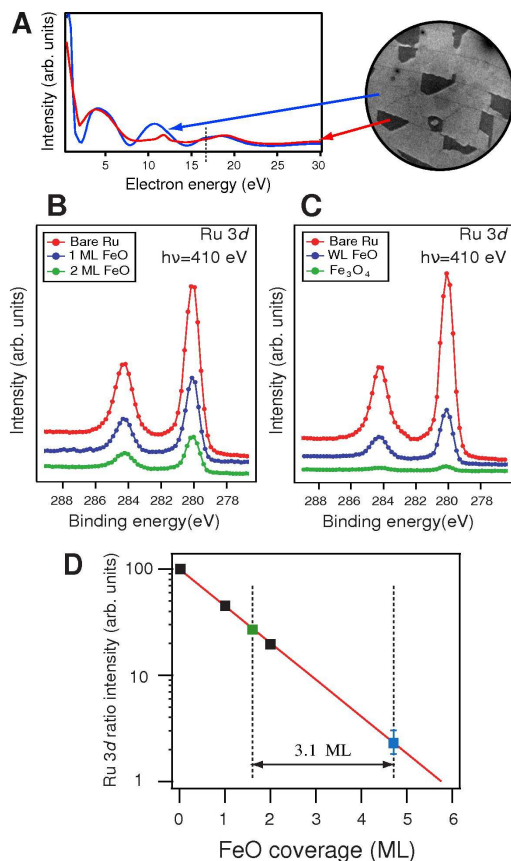 A
Intensity (arb. units)
5 10 15 20 25 30
Electron energy (eV)
B
Ru 3d
hν=410 eV
Bare Ru
1 ML FeO
2 ML FeO
Intensity (arb. units)
288 286 284 282 280 278
Binding energy(eV)
C
Ru 3d
hν=410 eV
Bare Ru
WL FeO
Fe₃O₄
Intensity (arb. units)
288 286 284 282 280 278
Binding energy(eV)
D
Ru 3d ratio intensity (arb. units)
100
10
1
3.1 ML
0 1 2 3 4 5 6
FeO coverage (ML)